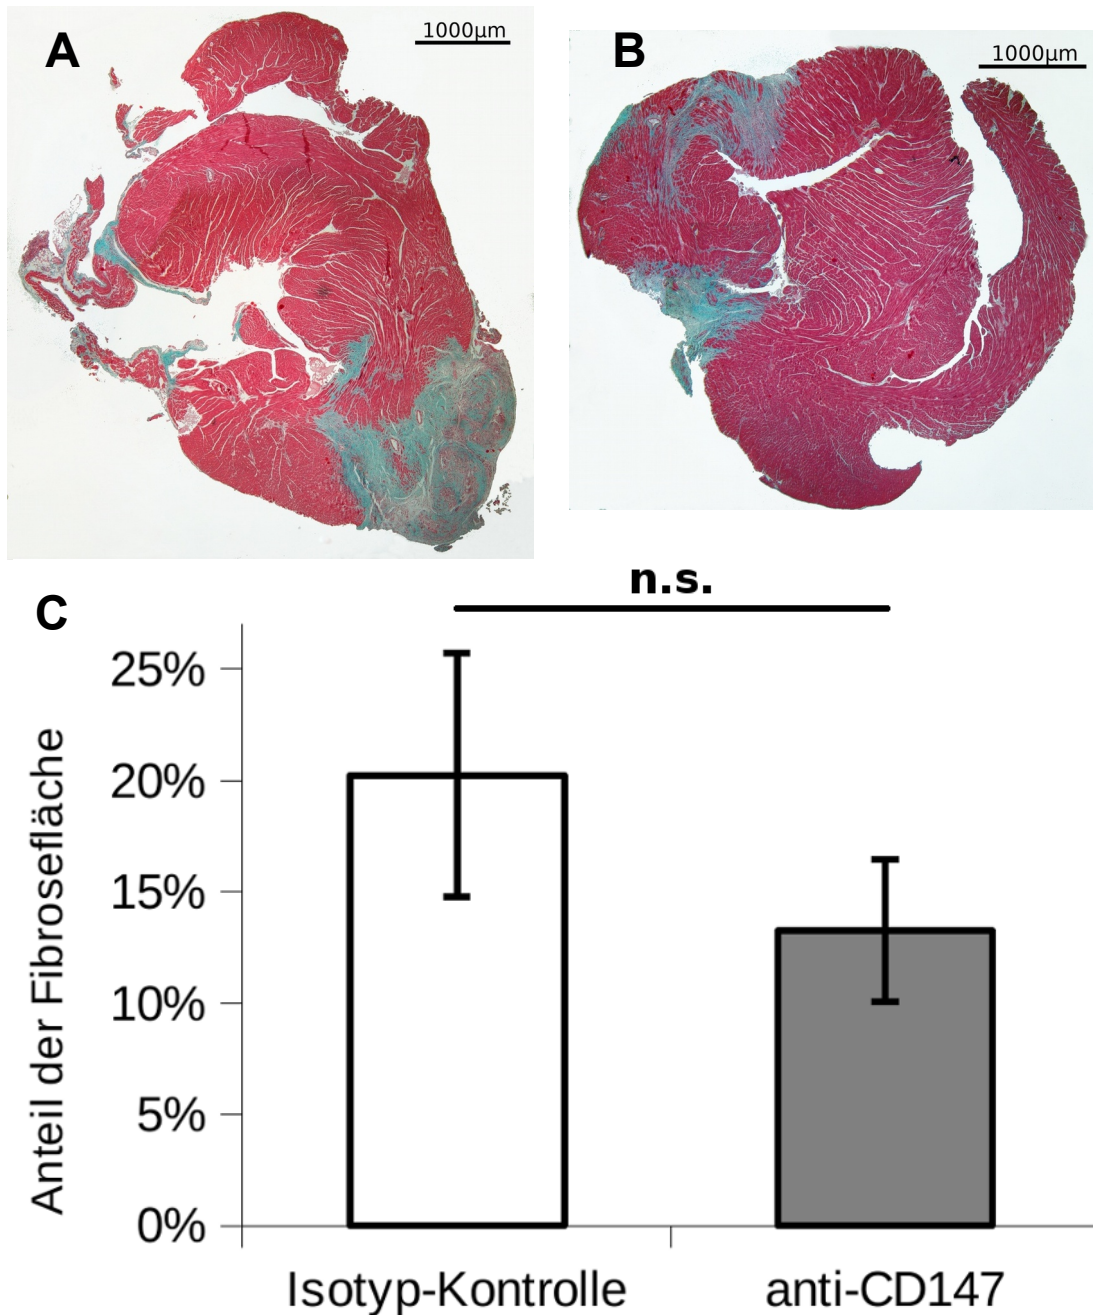 A
1000µm
B
1000µm
C
n.s.
Anteil der Fibrosefläche
25%
20%
15%
10%
5%
0%
Isotyp-Kontrolle
anti-CD147